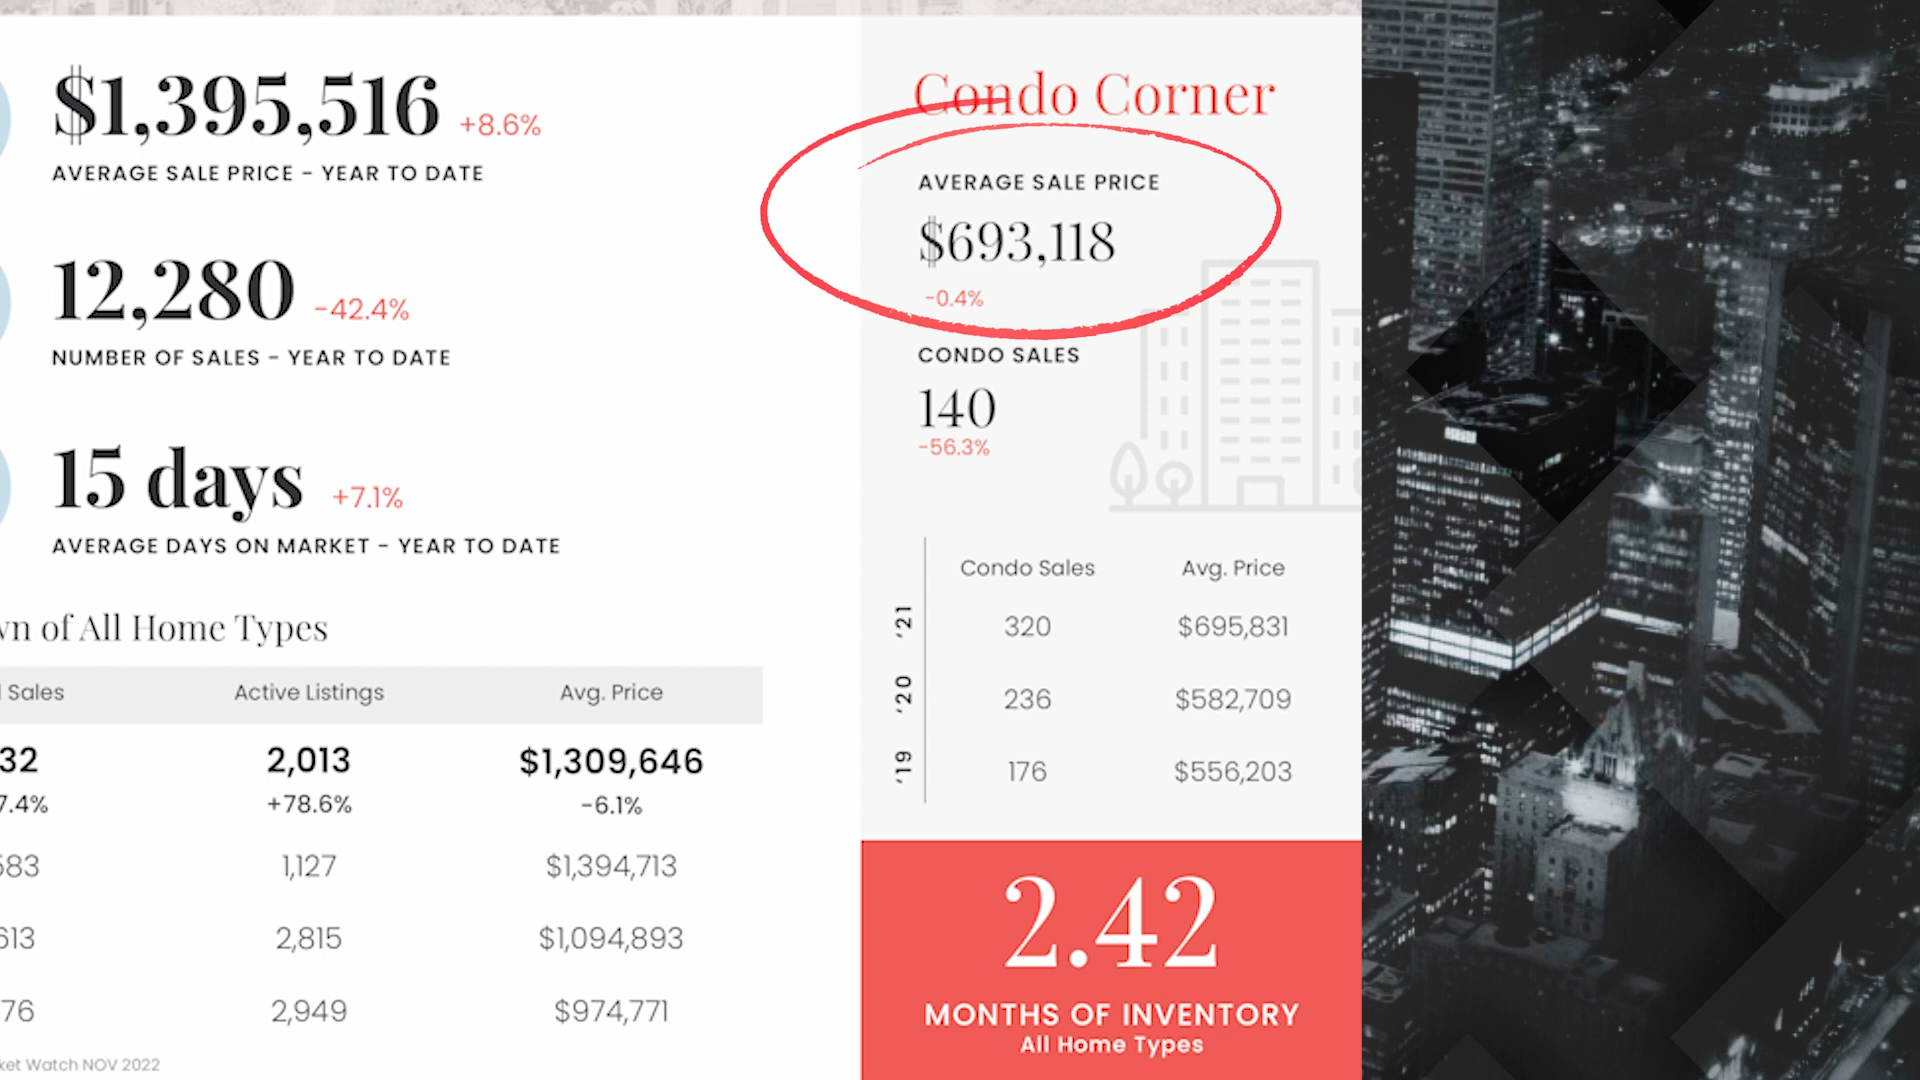 $1,395,516 +8.6%
AVERAGE SALE PRICE - YEAR TO DATE
12,280 -42.4%
NUMBER OF SALES - YEAR TO DATE
15 days +7.1%
AVERAGE DAYS ON MARKET - YEAR TO DATE
wn of All Home Types
Sales Active Listings Avg. Price
32 2,013 $1,309,646
7.4% +78.6% -6.1%
583 1,127 $1,394,713
613 2,815 $1,094,893
76 2,949 $974,771
ket Watch NOV 2022
Condo Corner
AVERAGE SALE PRICE
$693,118
-0.4%
CONDO SALES
140
-56.3%
Condo Sales Avg. Price
'21 320 $695,831
'20 236 $582,709
'19 176 $556,203
2.42
MONTHS OF INVENTORY
All Home Types